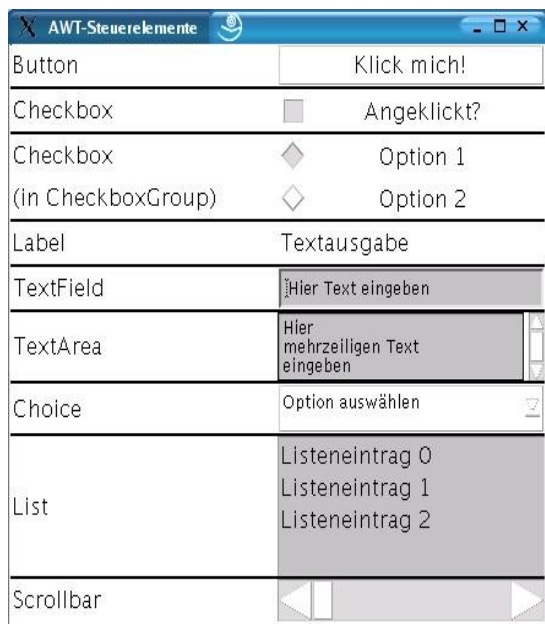 AWT-Steuerelemente
Button Klick mich!
Checkbox Angeklickt?
Checkbox Option 1
(in CheckboxGroup) Option 2
Label Textausgabe
TextField Hier Text eingeben
TextArea Hier
mehrzeiligen Text
eingeben
Choice Option auswählen
List Listeneintrag 0
Listeneintrag 1
Listeneintrag 2
Scrollbar